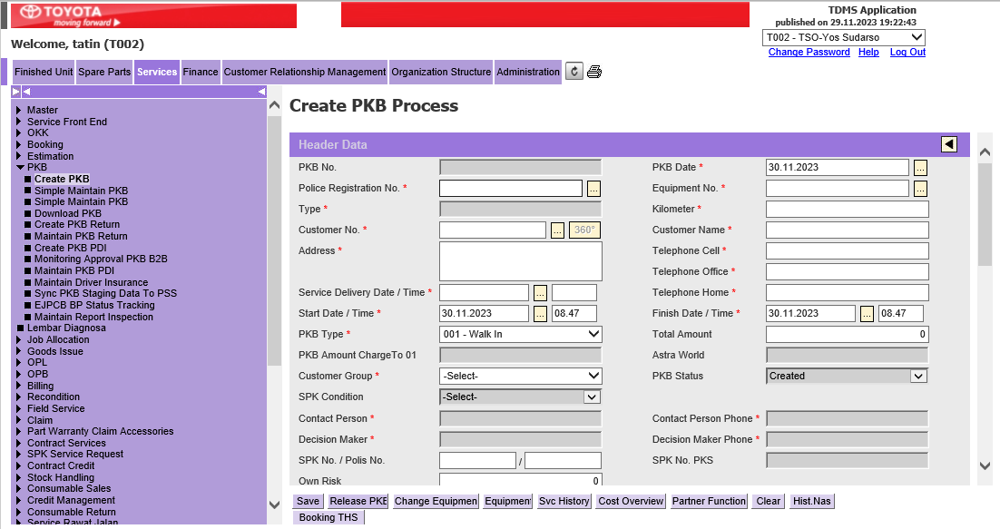 TOYOTA
moving forward
TDMS Application
published on 29.11.2023 19:22:43
T002 - TSO-Yos Sudarso
Change Password Help Log Out
Welcome, tatin (T002)
Finished Unit Spare Parts Services Finance Customer Relationship Management Organization Structure Administration
Master
Service Front End
OKK
Booking
Estimation
PKB
Create PKB
Simple Maintain PKB
Simple Maintain PKB
Download PKB
Create PKB Return
Maintain PKB Return
Create PKB PDI
Monitoring Approval PKB B2B
Maintain PKB PDI
Maintain Driver Insurance
Sync PKB Staging Data To PSS
EJPCB BP Status Tracking
Maintain Report Inspection
Lembar Diagnosa
Job Allocation
Goods Issue
OPL
OPB
Billing
Recondition
Field Service
Claim
Part Warranty Claim Accessories
Contract Services
SPK Service Request
Contract Credit
Stock Handling
Consumable Sales
Credit Management
Consumable Return
Service Rawat Jalan
Create PKB Process
Header Data
PKB No. PKB Date * 30.11.2023 ...
Police Registration No. * ... Equipment No. * ...
Type * Kilometer *
Customer No. * ... 360° Customer Name *
Address * Telephone Cell *
Telephone Office *
Service Delivery Date / Time * ... Telephone Home *
Start Date / Time * 30.11.2023 ... 08.47 Finish Date / Time * 30.11.2023 ... 08.47
PKB Type * 001 - Walk In Total Amount 0
PKB Amount ChargeTo 01 Astra World
Customer Group * -Select- PKB Status Created
SPK Condition -Select-
Contact Person * Contact Person Phone *
Decision Maker * Decision Maker Phone *
SPK No. / Polis No. / SPK No. PKS
Own Risk 0
Save Release PKB Change Equipmen Equipment Svc History Cost Overview Partner Function Clear Hist.Nas
Booking THS